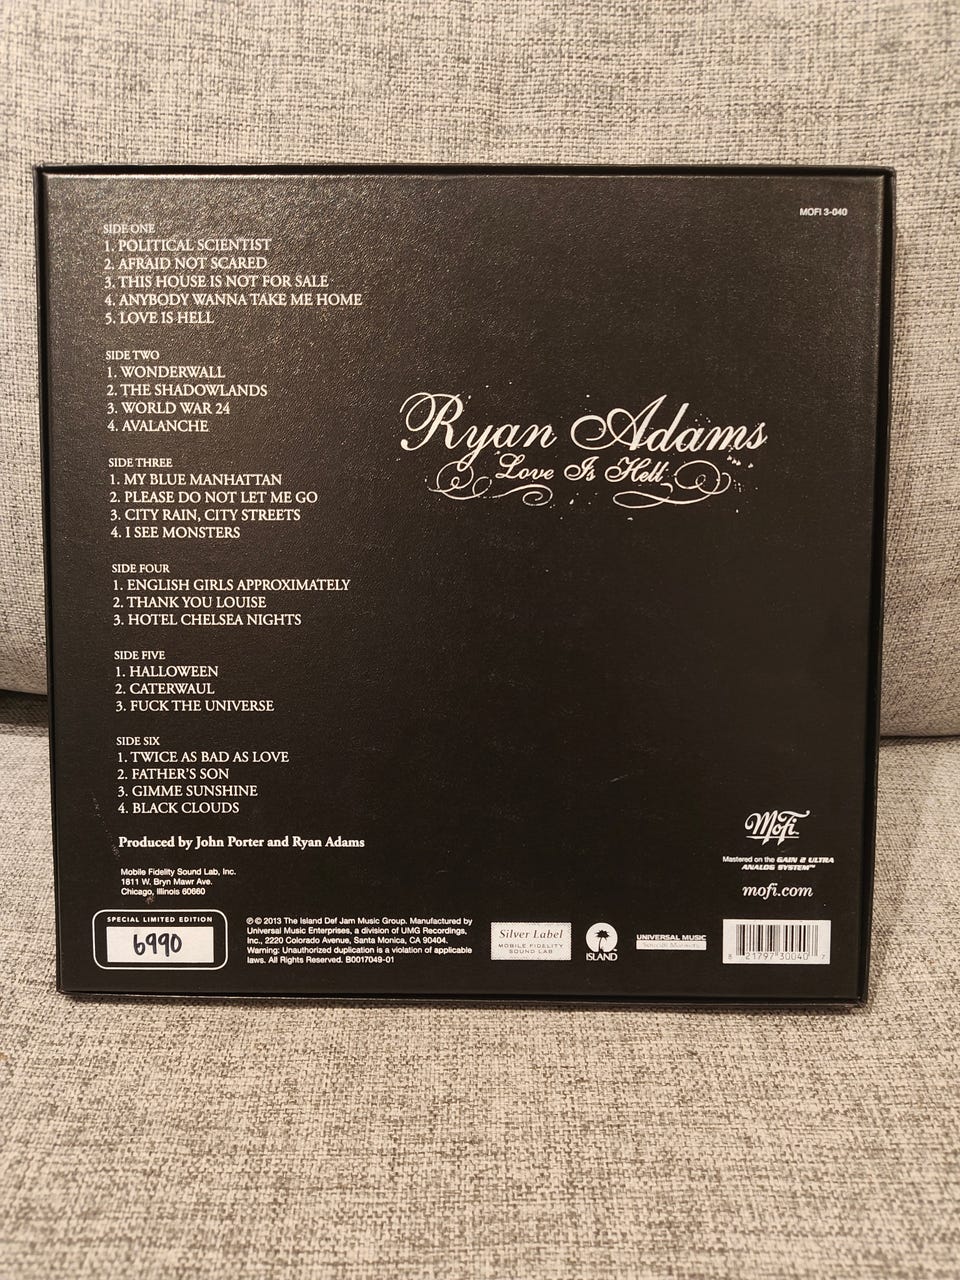 MOFI 3-040
SIDE ONE
1. POLITICAL SCIENTIST
2. AFRAID NOT SCARED
3. THIS HOUSE IS NOT FOR SALE
4. ANYBODY WANNA TAKE ME HOME
5. LOVE IS HELL
SIDE TWO
1. WONDERWALL
2. THE SHADOWLANDS
3. WORLD WAR 24
4. AVALANCHE
SIDE THREE
1. MY BLUE MANHATTAN
2. PLEASE DO NOT LET ME GO
3. CITY RAIN, CITY STREETS
4. I SEE MONSTERS
SIDE FOUR
1. ENGLISH GIRLS APPROXIMATELY
2. THANK YOU LOUISE
3. HOTEL CHELSEA NIGHTS
SIDE FIVE
1. HALLOWEEN
2. CATERWAUL
3. FUCK THE UNIVERSE
SIDE SIX
1. TWICE AS BAD AS LOVE
2. FATHER'S SON
3. GIMME SUNSHINE
4. BLACK CLOUDS
Produced by John Porter and Ryan Adams
Ryan Adams
Love Is Hell
Mobile Fidelity Sound Lab, Inc.
1811 W. Bryn Mawr Ave.
Chicago, Illinois 60660
MoFi
Mastered on the GAIN 2 ULTRA
ANALOG SYSTEM™
mofi.com
SPECIAL LIMITED EDITION
6990
℗ © 2013 The Island Def Jam Music Group. Manufactured by
Universal Music Enterprises, a division of UMG Recordings,
Inc., 2220 Colorado Avenue, Santa Monica, CA 90404.
Warning: Unauthorized duplication is a violation of applicable
laws. All Rights Reserved. B0017049-01
Silver Label
MOBILE FIDELITY
SOUND LAB
ISLAND
UNIVERSAL MUSIC
Special Markets
8 21797 30040 7